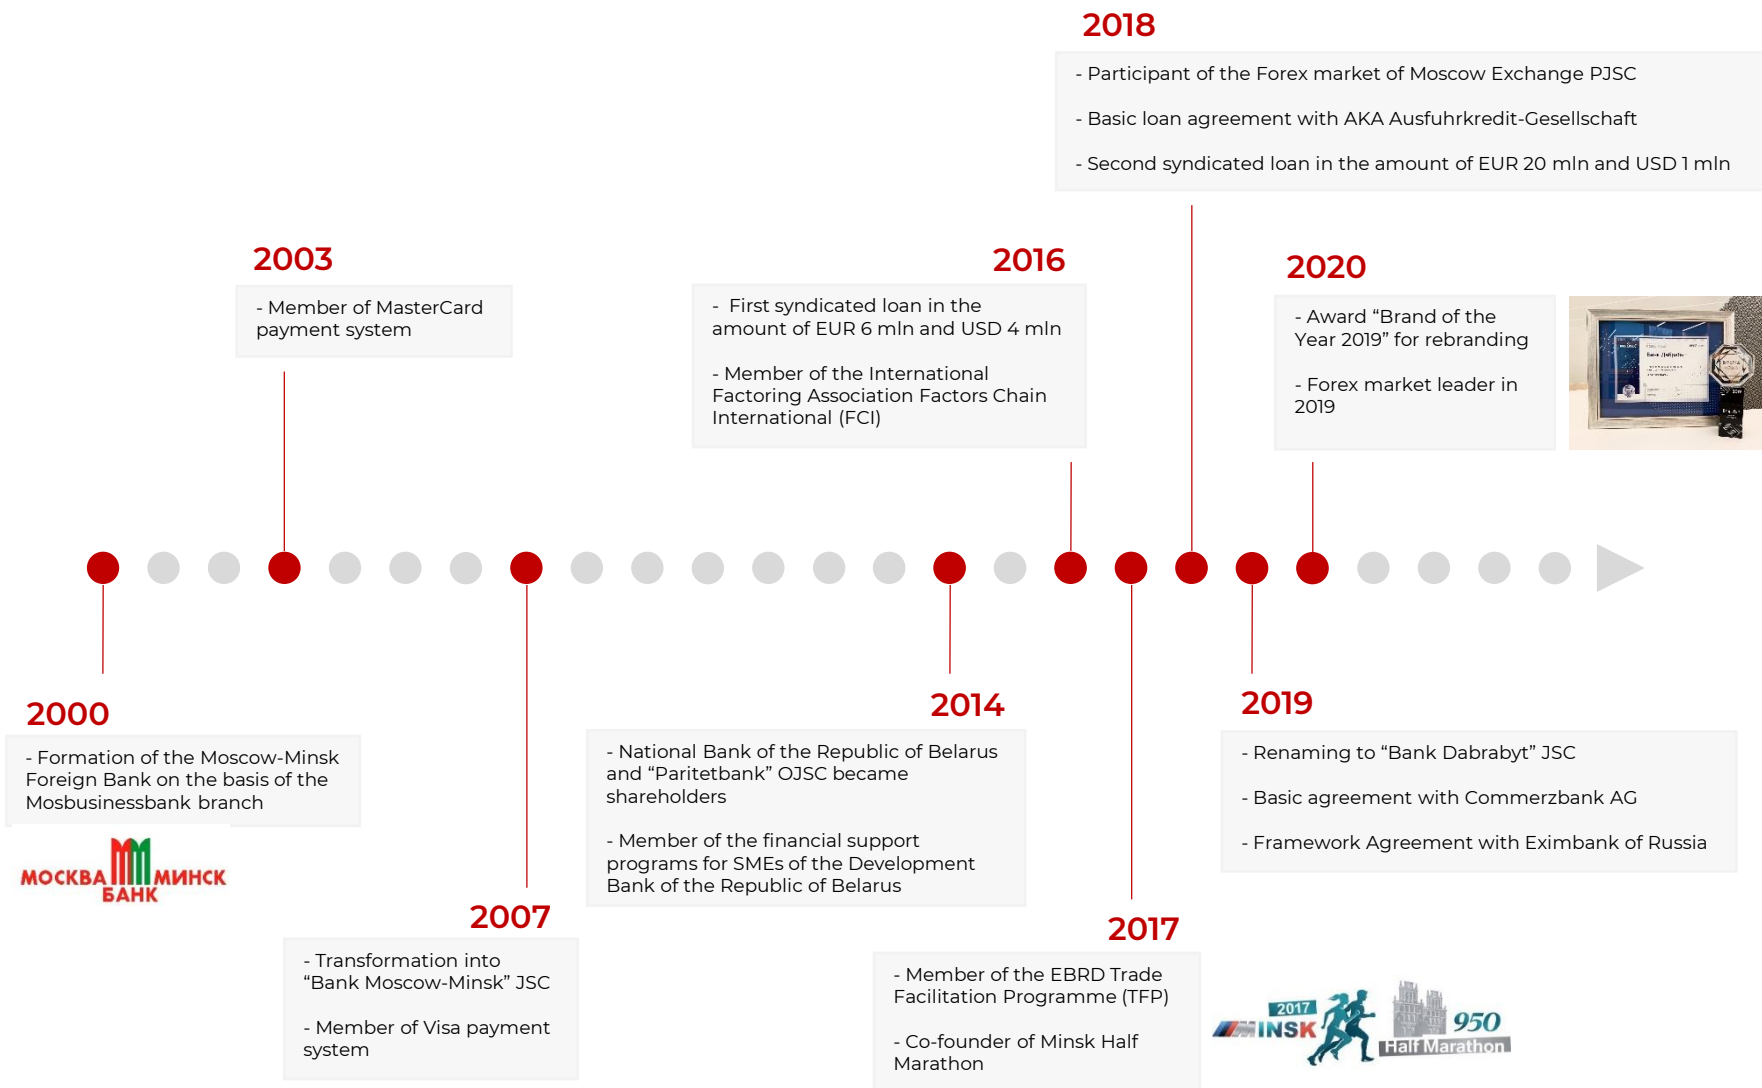 2018
- Participant of the Forex market of Moscow Exchange PJSC
- Basic loan agreement with AKA Ausfuhrkredit-Gesellschaft
- Second syndicated loan in the amount of EUR 20 mln and USD 1 mln
2003
- Member of MasterCard
payment system
2016
- First syndicated loan in the
amount of EUR 6 mln and USD 4 mln
- Member of the International
Factoring Association Factors Chain
International (FCI)
2020
- Award “Brand of the
Year 2019” for rebranding
- Forex market leader in
2019
2000
- Formation of the Moscow-Minsk
Foreign Bank on the basis of the
Mosbusinessbank branch
МОСКВА МИНСК
БАНК
2007
- Transformation into
“Bank Moscow-Minsk” JSC
- Member of Visa payment
system
2014
- National Bank of the Republic of Belarus
and “Paritetbank” OJSC became
shareholders
- Member of the financial support
programs for SMEs of the Development
Bank of the Republic of Belarus
2017
- Member of the EBRD Trade
Facilitation Programme (TFP)
- Co-founder of Minsk Half
Marathon
2017
MINSK
950
Half Marathon
2019
- Renaming to “Bank Dabrabyt” JSC
- Basic agreement with Commerzbank AG
- Framework Agreement with Eximbank of Russia